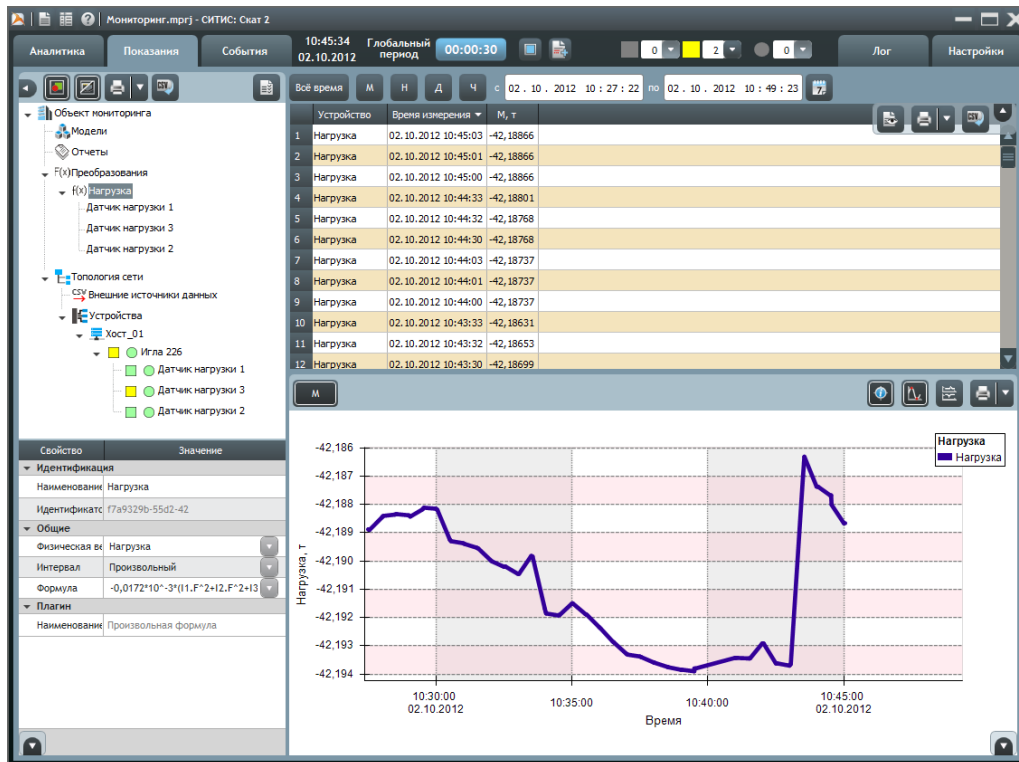 Мониторинг.mprj - СИТИС: Скат 2
Аналитика
Показания
События
10:45:34
02.10.2012
Глобальный
период
00:00:30
0
2
0
Лог
Настройки
Всё время
М
Н
Д
Ч
с 02 . 10 . 2012 10 : 27 : 22 по 02 . 10 . 2012 10 : 49 : 23
Объект мониторинга
Модели
Отчеты
F(x)Преобразования
f(x) Нагрузка
Датчик нагрузки 1
Датчик нагрузки 3
Датчик нагрузки 2
Топология сети
CSV Внешние источники данных
Устройства
Хост_01
Игла 226
Датчик нагрузки 1
Датчик нагрузки 3
Датчик нагрузки 2
Устройство Время измерения М, т
1 Нагрузка 02.10.2012 10:45:03 -42,18866
2 Нагрузка 02.10.2012 10:45:01 -42,18866
3 Нагрузка 02.10.2012 10:45:00 -42,18866
4 Нагрузка 02.10.2012 10:44:33 -42,18801
5 Нагрузка 02.10.2012 10:44:32 -42,18768
6 Нагрузка 02.10.2012 10:44:30 -42,18768
7 Нагрузка 02.10.2012 10:44:03 -42,18737
8 Нагрузка 02.10.2012 10:44:01 -42,18737
9 Нагрузка 02.10.2012 10:44:00 -42,18737
10 Нагрузка 02.10.2012 10:43:33 -42,18631
11 Нагрузка 02.10.2012 10:43:32 -42,18653
12 Нагрузка 02.10.2012 10:43:30 -42,18699
Свойство Значение
Идентификация
Наименование Нагрузка
Идентификатс f7a9329b-55d2-42
Общие
Физическая ве Нагрузка
Интервал Произвольный
Формула -0,0172*10^-3*(I1.F^2+I2.F^2+I3
Плагин
Наименование Произвольная формула
М
Нагрузка
Нагрузка
-42,186
-42,187
-42,188
-42,189
-42,190
-42,191
-42,192
-42,193
-42,194
Нагрузка, т
10:30:00
02.10.2012
10:35:00
10:40:00
10:45:00
02.10.2012
Время